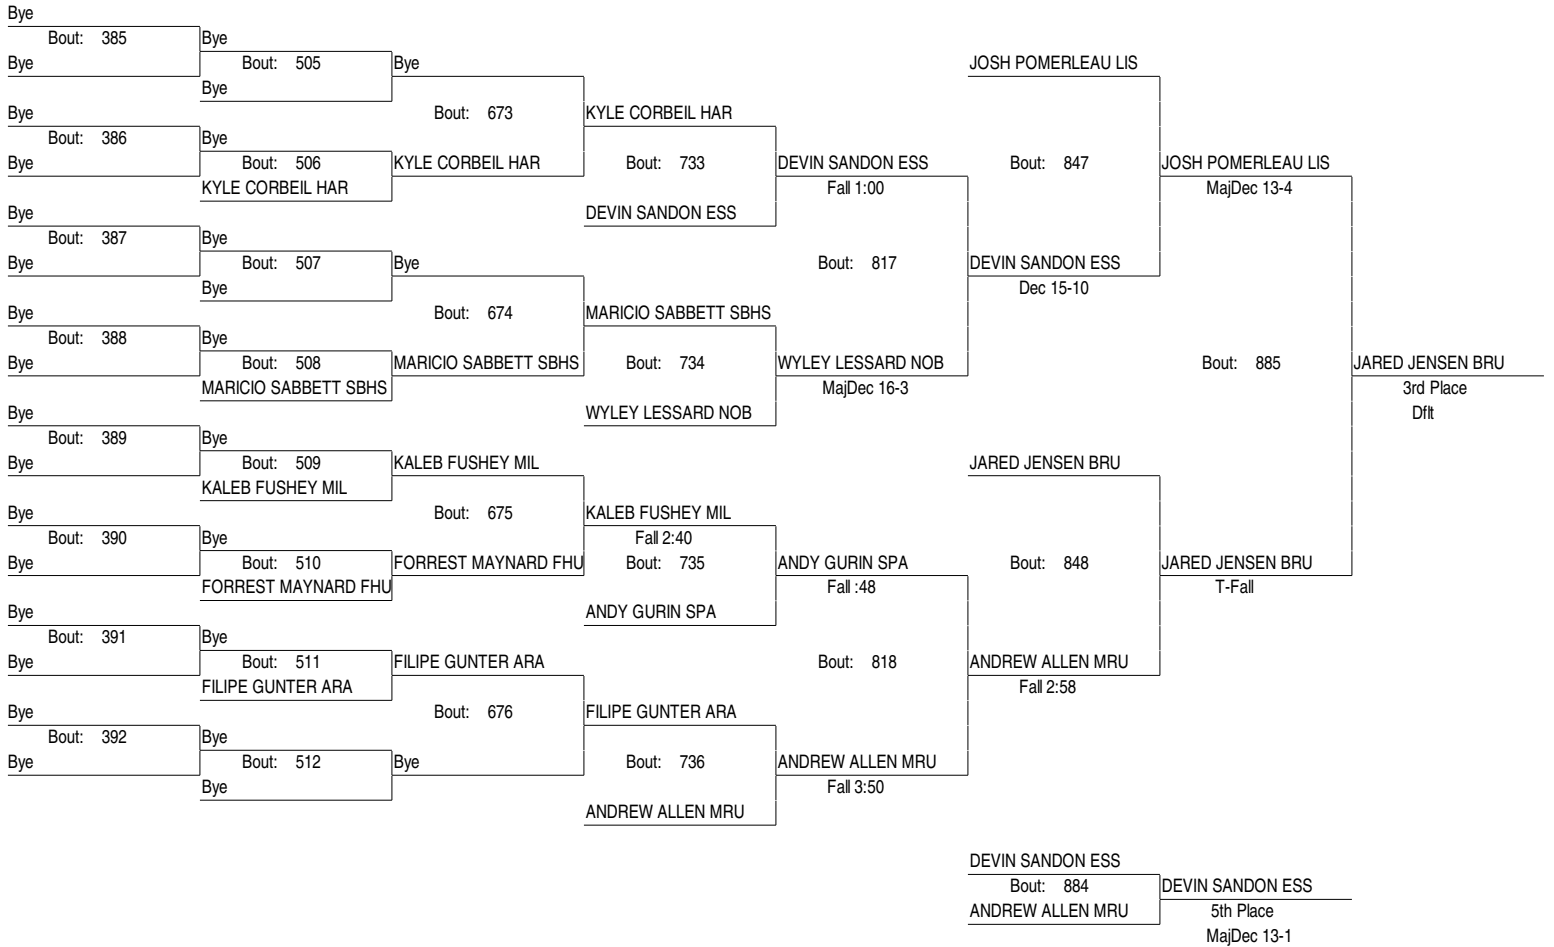 Bye
Bout: 385
Bye
Bye
Bout: 505
Bye
Bye
Bout: 386
Bye
Bye
Bout: 506
KYLE CORBEIL HAR
Bye
Bout: 673
KYLE CORBEIL HAR
Bye
Bout: 387
Bye
Bye
Bout: 507
Bye
Bye
Bout: 388
Bye
Bye
Bout: 508
MARICIO SABBETT SBHS
Bye
Bout: 674
MARICIO SABBETT SBHS
Bye
Bout: 389
Bye
Bye
Bout: 509
KALEB FUSHEY MIL
Bye
Bout: 390
Bye
Bye
Bout: 510
FORREST MAYNARD FHU
KALEB FUSHEY MIL
Bout: 675
FORREST MAYNARD FHU
Bye
Bout: 391
Bye
Bye
Bout: 511
FILIPE GUNTER ARA
Bye
Bout: 392
Bye
Bye
Bout: 512
Bye
FILIPE GUNTER ARA
Bout: 676
Bye
KYLE CORBEIL HAR
Bout: 733
DEVIN SANDON ESS
MARICIO SABBETT SBHS
Bout: 734
WYLEY LESSARD NOB
KALEB FUSHEY MIL
Fall 2:40
Bout: 735
ANDY GURIN SPA
FILIPE GUNTER ARA
Bout: 736
ANDREW ALLEN MRU
DEVIN SANDON ESS
Fall 1:00
Bout: 817
WYLEY LESSARD NOB
MajDec 16-3
ANDY GURIN SPA
Fall :48
Bout: 818
ANDREW ALLEN MRU
Fall 3:50
JOSH POMERLEAU LIS
Bout: 847
DEVIN SANDON ESS
Dec 15-10
JARED JENSEN BRU
Bout: 848
ANDREW ALLEN MRU
Fall 2:58
JOSH POMERLEAU LIS
MajDec 13-4
Bout: 885
JARED JENSEN BRU
T-Fall
JARED JENSEN BRU
3rd Place
Dflt
DEVIN SANDON ESS
Bout: 884
ANDREW ALLEN MRU
DEVIN SANDON ESS
5th Place
MajDec 13-1